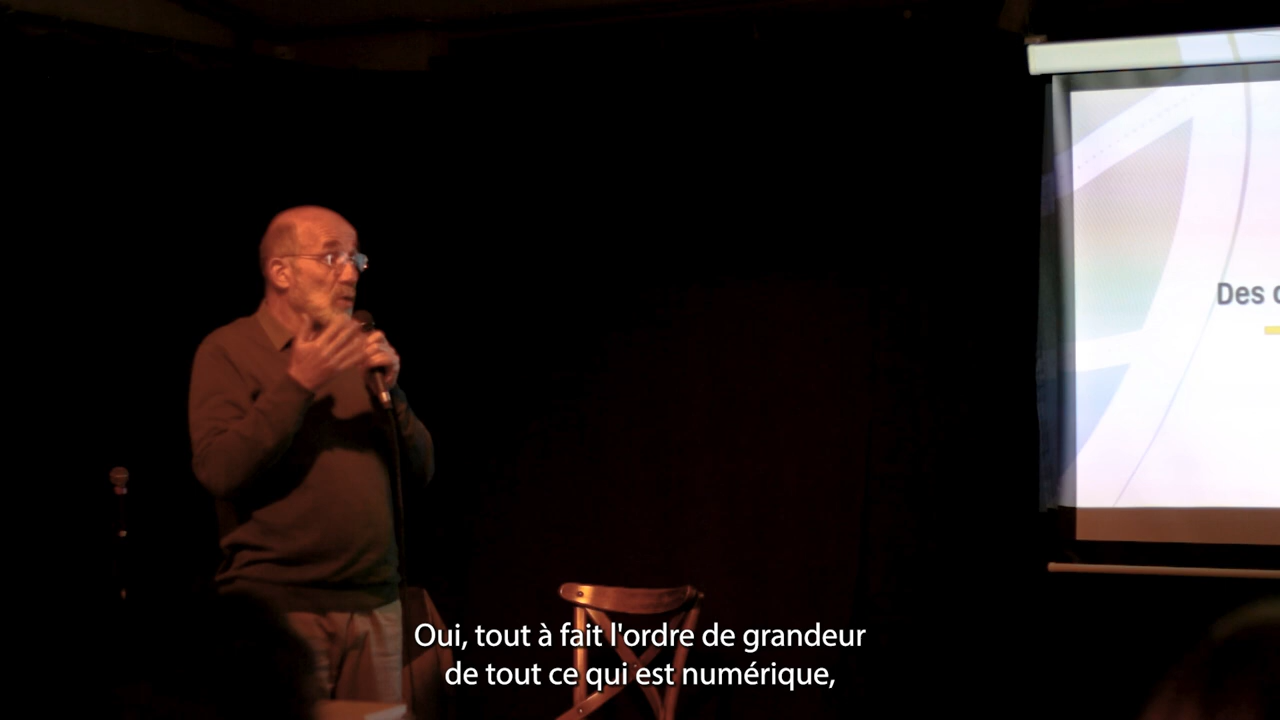 Des
Oui, tout à fait l'ordre de grandeur
de tout ce qui est numérique,